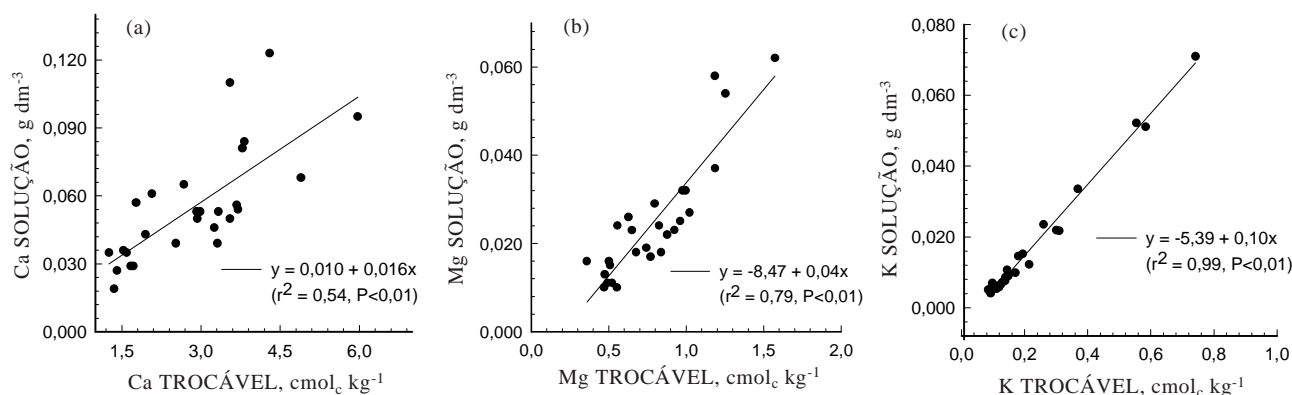 (a)
Ca SOLUÇÃO, g dm-3
0,120
0,090
0,060
0,030
0,000
y = 0,010 + 0,016x
(r2 = 0,54, P<0,01)
1,5 3,0 4,5 6,0
Ca TROCÁVEL, cmolc kg-1
(b)
Mg SOLUÇÃO, g dm-3
0,060
0,040
0,020
0,000
y = -8,47 + 0,04x
(r2 = 0,79, P<0,01)
0,0 0,5 1,0 1,5 2,0
Mg TROCÁVEL, cmolc kg-1
(c)
K SOLUÇÃO, g dm-3
0,080
0,060
0,040
0,020
0,000
y = -5,39 + 0,10x
(r2 = 0,99, P<0,01)
0,0 0,2 0,4 0,6 0,8 1,0
K TROCÁVEL, cmolc kg-1